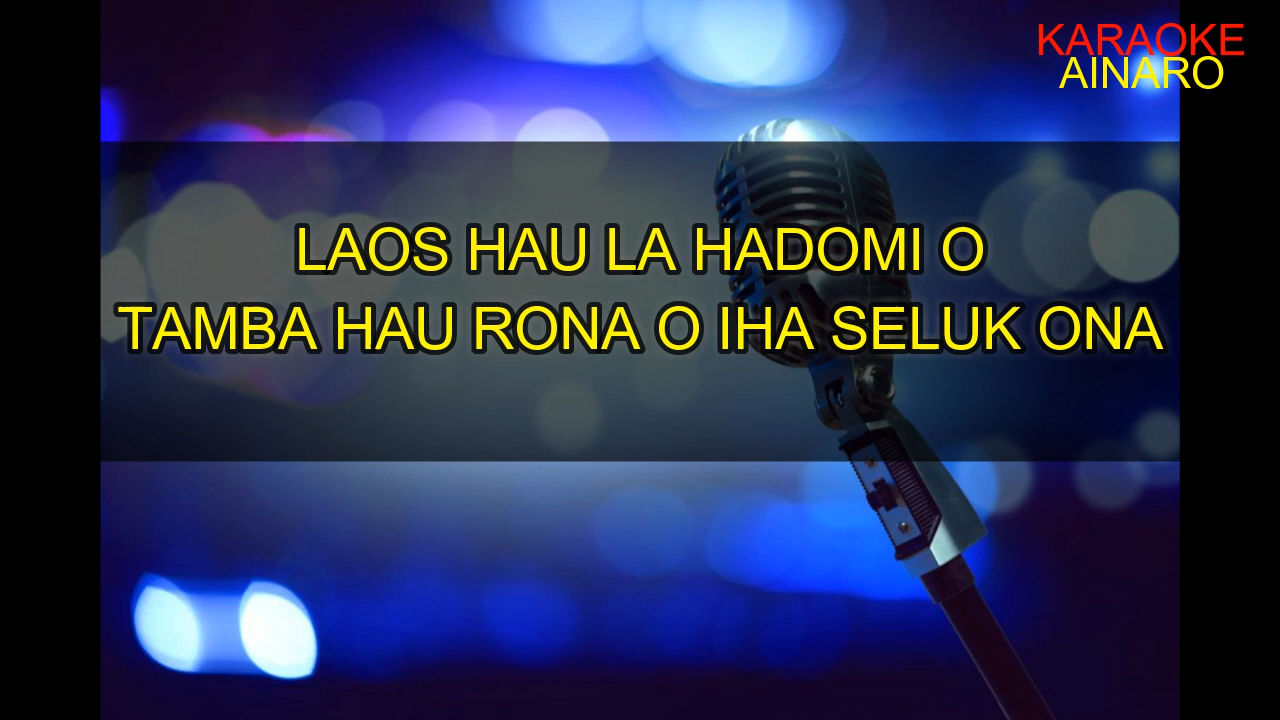 KARAOKE
AINARO
LAOS HAU LA HADOMI O
TAMBA HAU RONA O IHA SELUK ONA